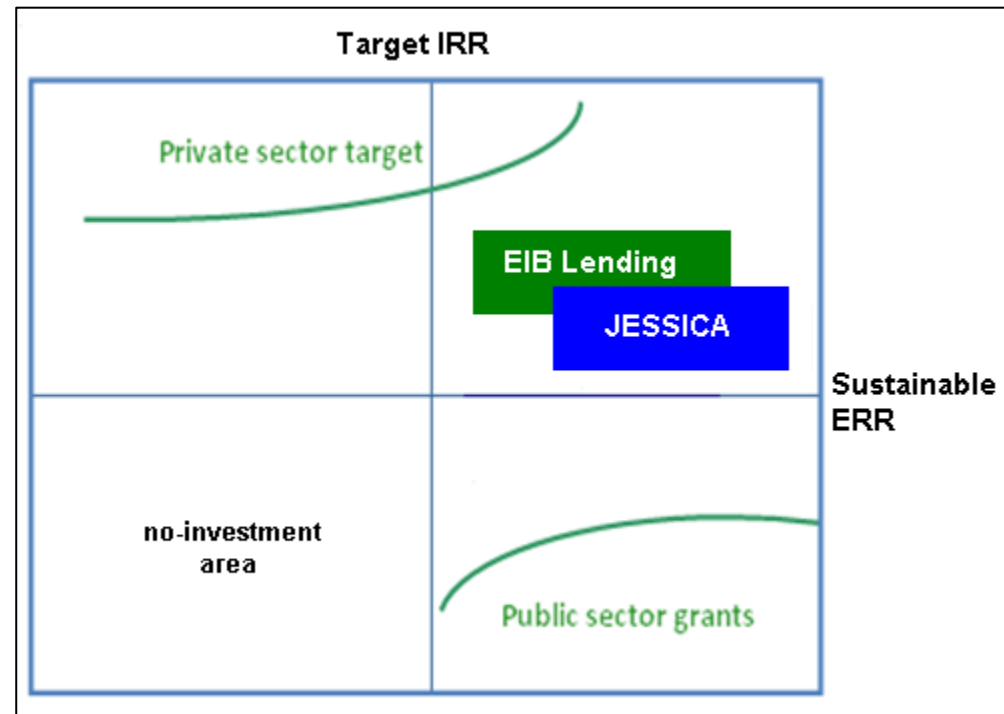 Target IRR
Private sector target
EIB Lending
JESSICA
Sustainable
ERR
no-investment
area
Public sector grants